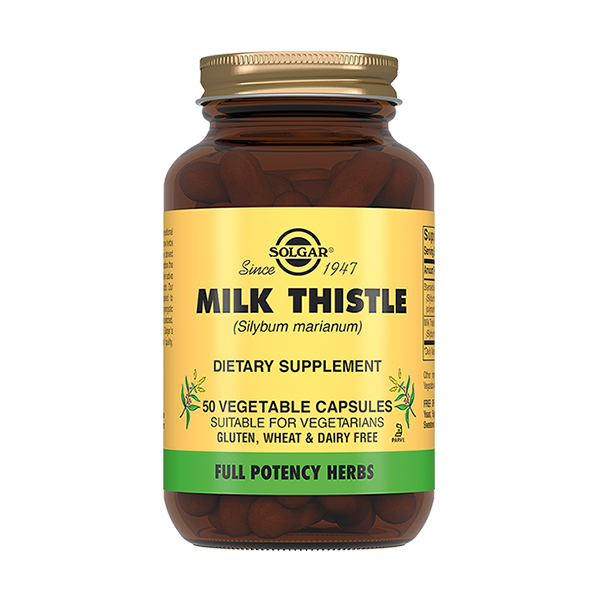 SOLGAR®
Since 1947
MILK THISTLE
(Silybum marianum)
DIETARY SUPPLEMENT
50 VEGETABLE CAPSULES
SUITABLE FOR VEGETARIANS
GLUTEN, WHEAT & DAIRY FREE
PARVE
FULL POTENCY HERBS